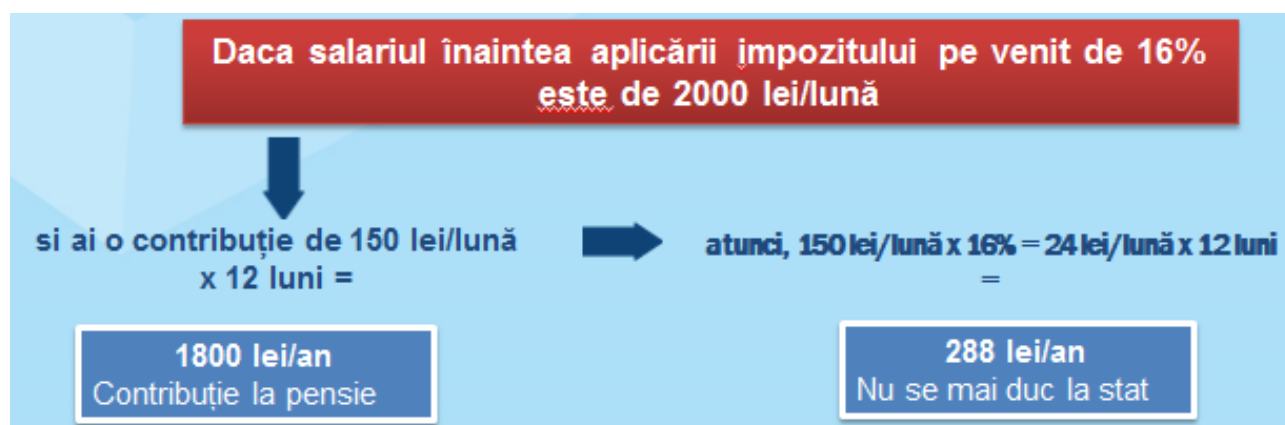 Daca salariul înaintea aplicării impozitului pe venit de 16%
este de 2000 lei/lună
si ai o contribuție de 150 lei/lună
x 12 luni =
atunci, 150 lei/lună x 16% = 24 lei/lună x 12 luni
=
1800 lei/an
Contribuție la pensie
288 lei/an
Nu se mai duc la stat